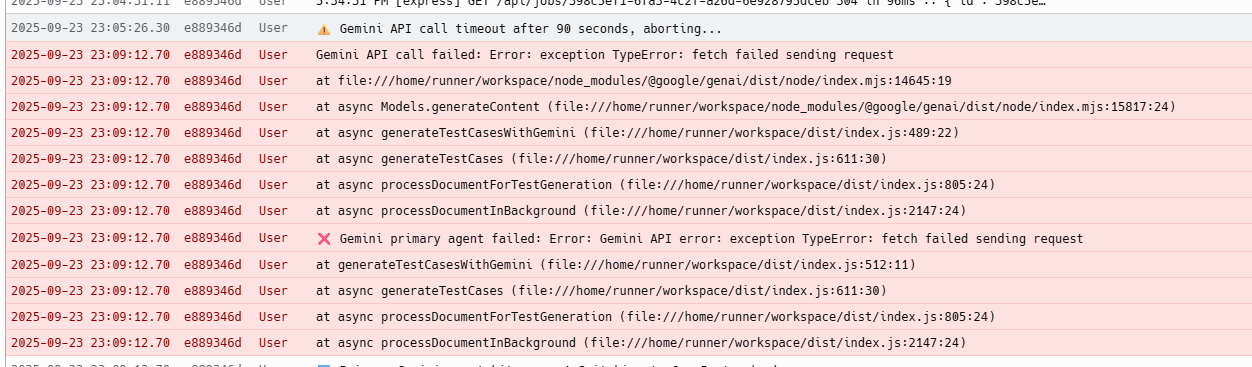 2025-09-23 23:05:26.30 e889346d User ⚠️ Gemini API call timeout after 90 seconds, aborting...
2025-09-23 23:09:12.70 e889346d User Gemini API call failed: Error: exception TypeError: fetch failed sending request
2025-09-23 23:09:12.70 e889346d User at file:///home/runner/workspace/node_modules/@google/genai/dist/node/index.mjs:14645:19
2025-09-23 23:09:12.70 e889346d User at async Models.generateContent (file:///home/runner/workspace/node_modules/@google/genai/dist/node/index.mjs:15817:24)
2025-09-23 23:09:12.70 e889346d User at async generateTestCasesWithGemini (file:///home/runner/workspace/dist/index.js:489:22)
2025-09-23 23:09:12.70 e889346d User at async generateTestCases (file:///home/runner/workspace/dist/index.js:611:30)
2025-09-23 23:09:12.70 e889346d User at async processDocumentForTestGeneration (file:///home/runner/workspace/dist/index.js:805:24)
2025-09-23 23:09:12.70 e889346d User at async processDocumentInBackground (file:///home/runner/workspace/dist/index.js:2147:24)
2025-09-23 23:09:12.70 e889346d User ❌ Gemini primary agent failed: Error: Gemini API error: exception TypeError: fetch failed sending request
2025-09-23 23:09:12.70 e889346d User at generateTestCasesWithGemini (file:///home/runner/workspace/dist/index.js:512:11)
2025-09-23 23:09:12.70 e889346d User at async generateTestCases (file:///home/runner/workspace/dist/index.js:611:30)
2025-09-23 23:09:12.70 e889346d User at async processDocumentForTestGeneration (file:///home/runner/workspace/dist/index.js:805:24)
2025-09-23 23:09:12.70 e889346d User at async processDocumentInBackground (file:///home/runner/workspace/dist/index.js:2147:24)